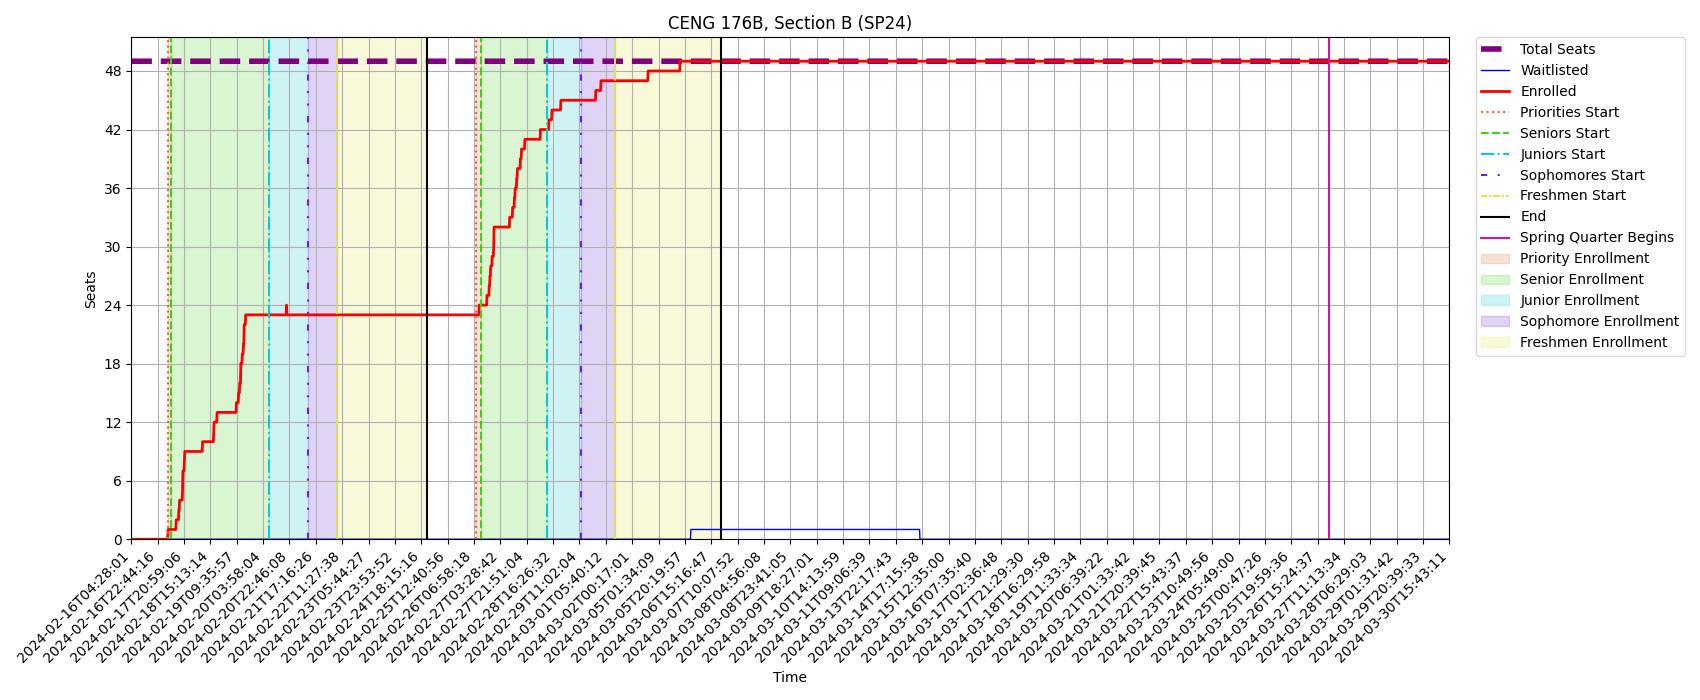 CENG 176B, Section B (SP24)
Seats
48
42
36
30
24
18
12
6
0
2024-02-16T04:28:01
2024-02-16T22:44:16
2024-02-17T20:59:06
2024-02-18T15:13:14
2024-02-19T09:35:57
2024-02-20T03:58:04
2024-02-20T22:46:08
2024-02-21T17:16:26
2024-02-22T11:27:38
2024-02-23T05:44:27
2024-02-23T23:53:52
2024-02-24T18:15:16
2024-02-25T12:40:56
2024-02-26T06:58:18
2024-02-27T03:28:42
2024-02-27T21:51:04
2024-02-28T16:26:32
2024-02-29T11:02:04
2024-03-01T05:40:12
2024-03-02T00:17:01
2024-03-05T01:34:09
2024-03-05T20:19:57
2024-03-06T15:16:47
2024-03-07T10:07:52
2024-03-08T04:56:08
2024-03-08T23:41:05
2024-03-09T18:27:01
2024-03-10T14:13:59
2024-03-11T09:06:39
2024-03-13T22:17:43
2024-03-14T17:15:58
2024-03-15T12:35:00
2024-03-16T07:35:40
2024-03-17T02:36:48
2024-03-17T21:29:30
2024-03-18T16:29:58
2024-03-19T11:33:34
2024-03-20T06:39:22
2024-03-21T01:33:42
2024-03-21T20:39:45
2024-03-22T15:43:37
2024-03-23T10:49:56
2024-03-24T05:49:00
2024-03-25T00:47:26
2024-03-25T19:59:36
2024-03-26T15:24:37
2024-03-27T11:13:34
2024-03-28T06:29:03
2024-03-29T01:31:42
2024-03-29T20:39:33
2024-03-30T15:43:11
Time
Total Seats
Waitlisted
Enrolled
Priorities Start
Seniors Start
Juniors Start
Sophomores Start
Freshmen Start
End
Spring Quarter Begins
Priority Enrollment
Senior Enrollment
Junior Enrollment
Sophomore Enrollment
Freshmen Enrollment